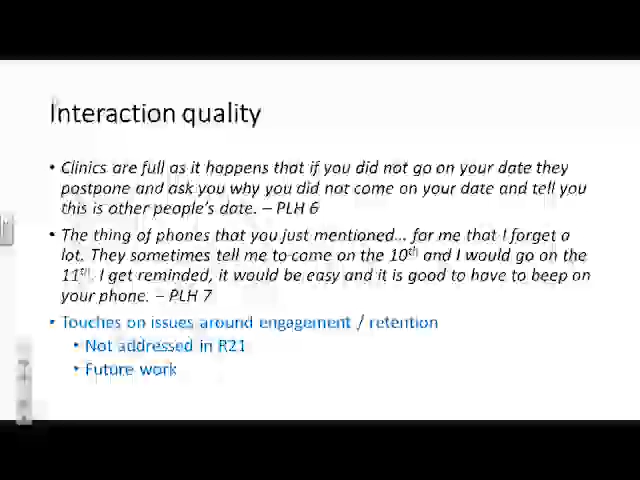 Interaction quality
• Clinics are full as it happens that if you did not go on your date they
postpone and ask you why you did not come on your date and tell you
this is other people's date. – PLH 6
• The thing of phones that you just mentioned... for me that I forget a
lot. They sometimes tell me to come on the 10th and I would go on the
11th. I get reminded, it would be easy and it is good to have to beep on
your phone. – PLH 7
• Touches on issues around engagement / retention
• Not addressed in R21
• Future work